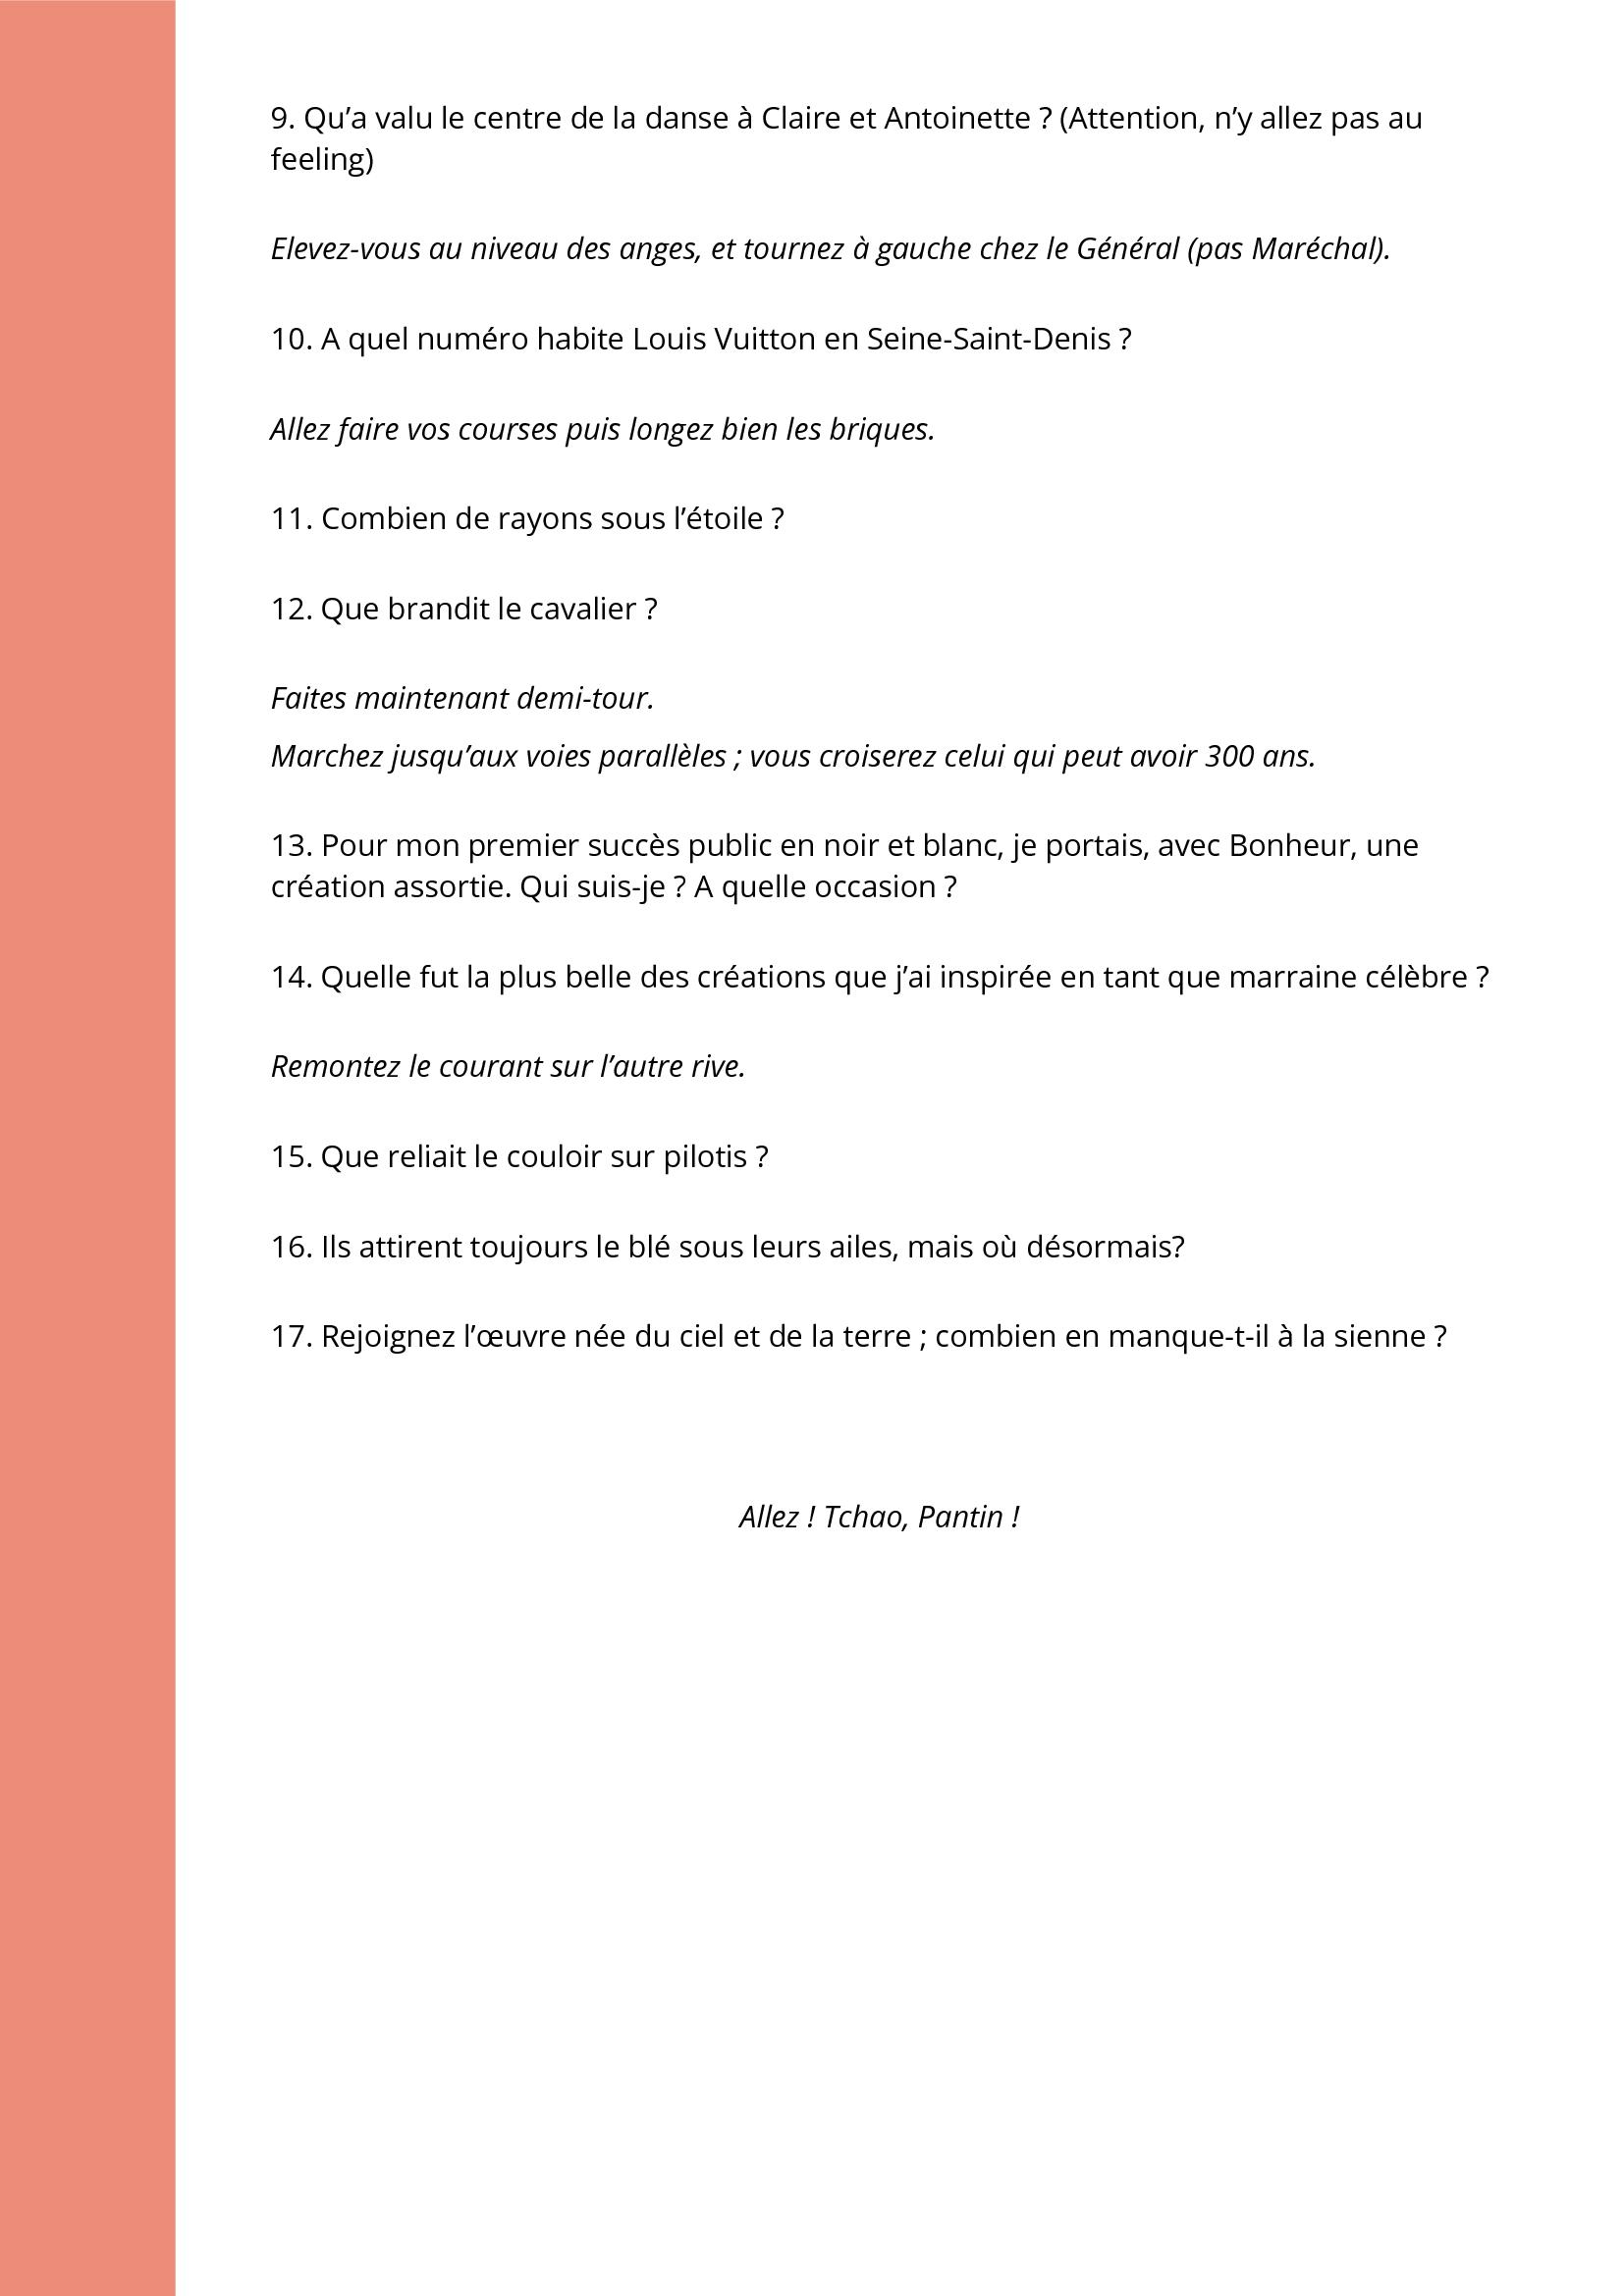 9. Qu’a valu le centre de la danse à Claire et Antoinette ? (Attention, n’y allez pas au
feeling)
Elevez-vous au niveau des anges, et tournez à gauche chez le Général (pas Maréchal).
10. A quel numéro habite Louis Vuitton en Seine-Saint-Denis ?
Allez faire vos courses puis longez bien les briques.
11. Combien de rayons sous l’étoile ?
12. Que brandit le cavalier ?
Faites maintenant demi-tour.
Marchez jusqu’aux voies parallèles ; vous croiserez celui qui peut avoir 300 ans.
13. Pour mon premier succès public en noir et blanc, je portais, avec Bonheur, une
création assortie. Qui suis-je ? A quelle occasion ?
14. Quelle fut la plus belle des créations que j’ai inspirée en tant que marraine célèbre ?
Remontez le courant sur l’autre rive.
15. Que reliait le couloir sur pilotis ?
16. Ils attirent toujours le blé sous leurs ailes, mais où désormais?
17. Rejoignez l’œuvre née du ciel et de la terre ; combien en manque-t-il à la sienne ?
Allez ! Tchao, Pantin !